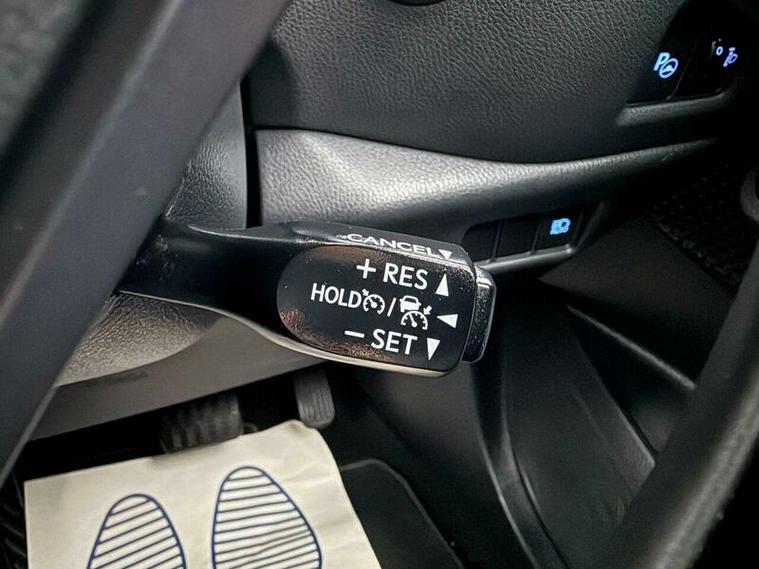 P
CANCEL▼
+ RES ▲
HOLD / ◀
− SET ▼